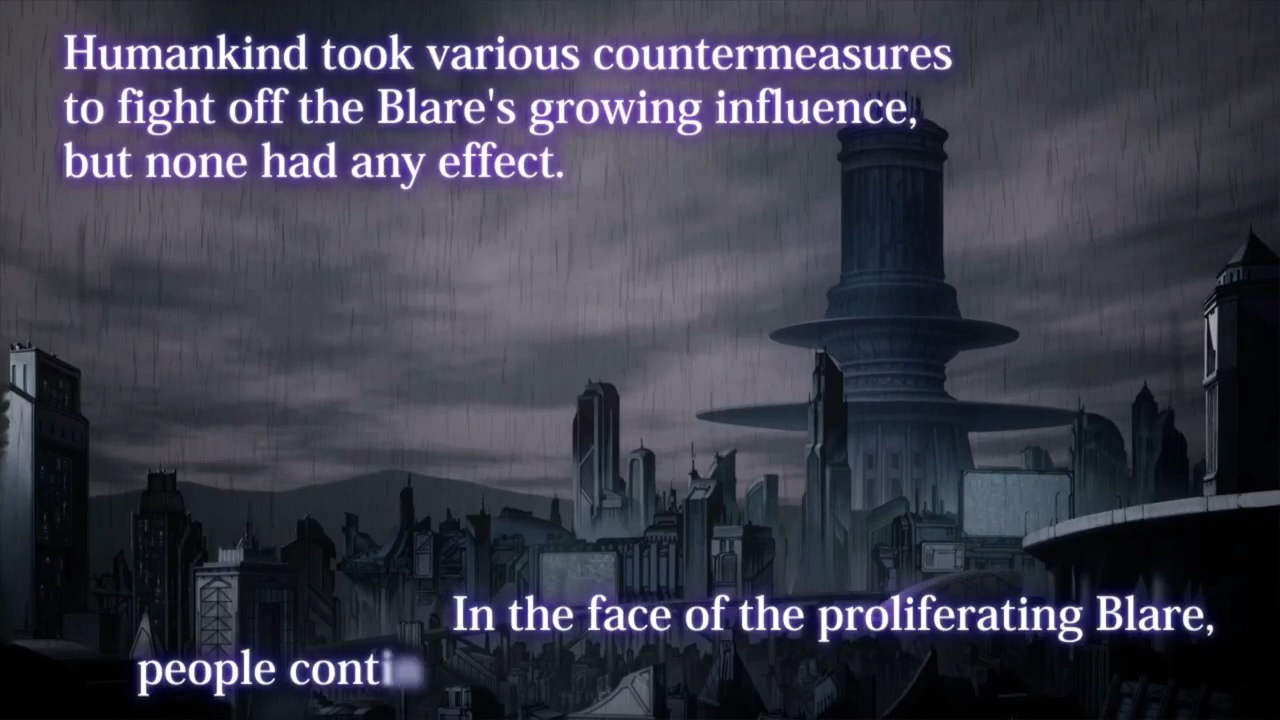 Humankind took various countermeasures
to fight off the Blare's growing influence,
but none had any effect.
In the face of the proliferating Blare,
people conti